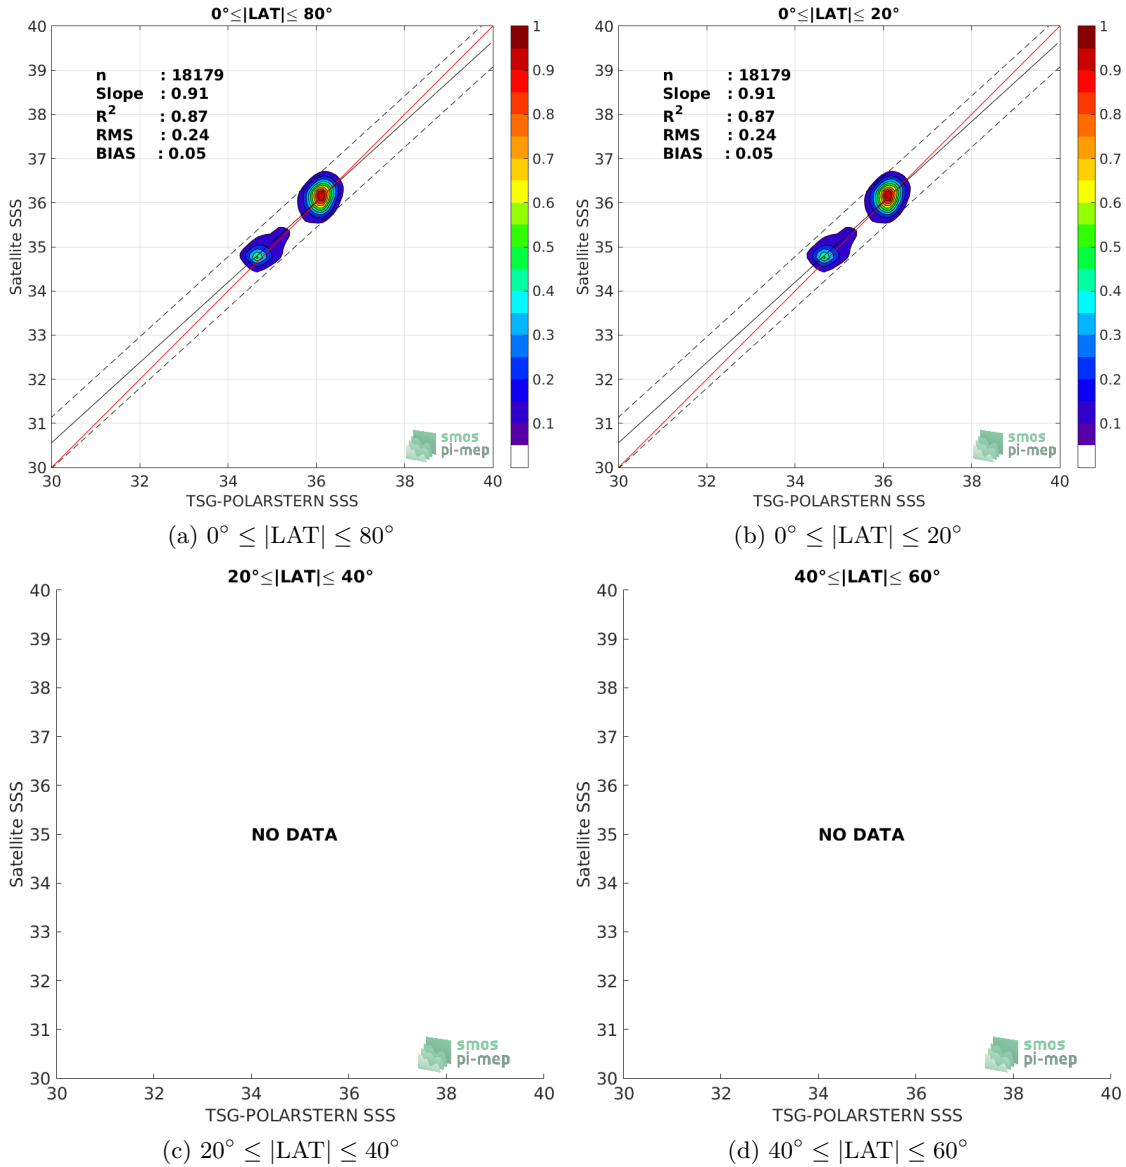 0°≤|LAT|≤ 80°
40
39
38
37
36
35
34
33
32
31
30
Satellite SSS
n : 18179
Slope : 0.91
R² : 0.87
RMS : 0.24
BIAS : 0.05
smos
pi-mep
30 32 34 36 38 40
TSG-POLARSTERN SSS
1
0.9
0.8
0.7
0.6
0.5
0.4
0.3
0.2
0.1
(a) 0° ≤ |LAT| ≤ 80°
0°≤|LAT|≤ 20°
40
39
38
37
36
35
34
33
32
31
30
Satellite SSS
n : 18179
Slope : 0.91
R² : 0.87
RMS : 0.24
BIAS : 0.05
smos
pi-mep
30 32 34 36 38 40
TSG-POLARSTERN SSS
1
0.9
0.8
0.7
0.6
0.5
0.4
0.3
0.2
0.1
(b) 0° ≤ |LAT| ≤ 20°
20°≤|LAT|≤ 40°
40
39
38
37
36
35
34
33
32
31
30
Satellite SSS
NO DATA
smos
pi-mep
30 32 34 36 38 40
TSG-POLARSTERN SSS
(c) 20° ≤ |LAT| ≤ 40°
40°≤|LAT|≤ 60°
40
39
38
37
36
35
34
33
32
31
30
Satellite SSS
NO DATA
smos
pi-mep
30 32 34 36 38 40
TSG-POLARSTERN SSS
(d) 40° ≤ |LAT| ≤ 60°